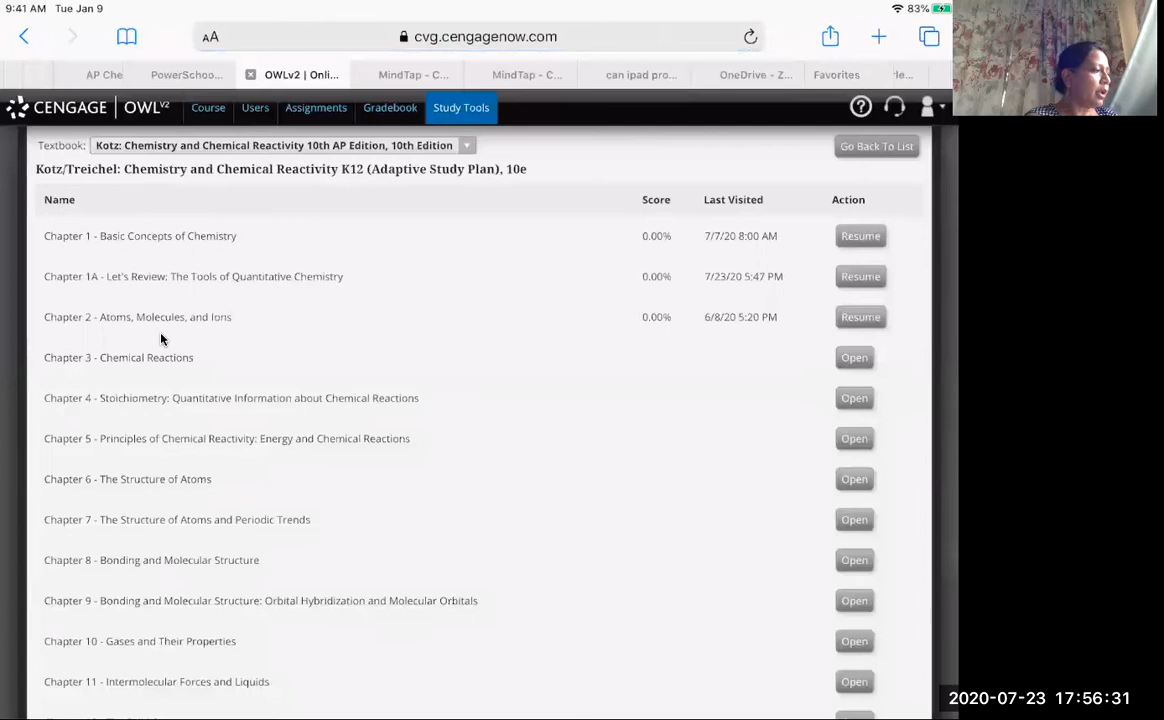 9:41 AM Tue Jan 9
83%
AA
cvg.cengagenow.com
AP Che
PowerSchoo...
OWLv2 | Onli...
MindTap - C...
MindTap - C...
can ipad pro...
OneDrive - Z...
Favorites
CENGAGE OWLV2
Course
Users
Assignments
Gradebook
Study Tools
Textbook: Kotz: Chemistry and Chemical Reactivity 10th AP Edition, 10th Edition
Go Back To List
Kotz/Treichel: Chemistry and Chemical Reactivity K12 (Adaptive Study Plan), 10e
Name Score Last Visited Action
Chapter 1 - Basic Concepts of Chemistry 0.00% 7/7/20 8:00 AM Resume
Chapter 1A - Let's Review: The Tools of Quantitative Chemistry 0.00% 7/23/20 5:47 PM Resume
Chapter 2 - Atoms, Molecules, and Ions 0.00% 6/8/20 5:20 PM Resume
Chapter 3 - Chemical Reactions Open
Chapter 4 - Stoichiometry: Quantitative Information about Chemical Reactions Open
Chapter 5 - Principles of Chemical Reactivity: Energy and Chemical Reactions Open
Chapter 6 - The Structure of Atoms Open
Chapter 7 - The Structure of Atoms and Periodic Trends Open
Chapter 8 - Bonding and Molecular Structure Open
Chapter 9 - Bonding and Molecular Structure: Orbital Hybridization and Molecular Orbitals Open
Chapter 10 - Gases and Their Properties Open
Chapter 11 - Intermolecular Forces and Liquids Open
2020-07-23 17:56:31